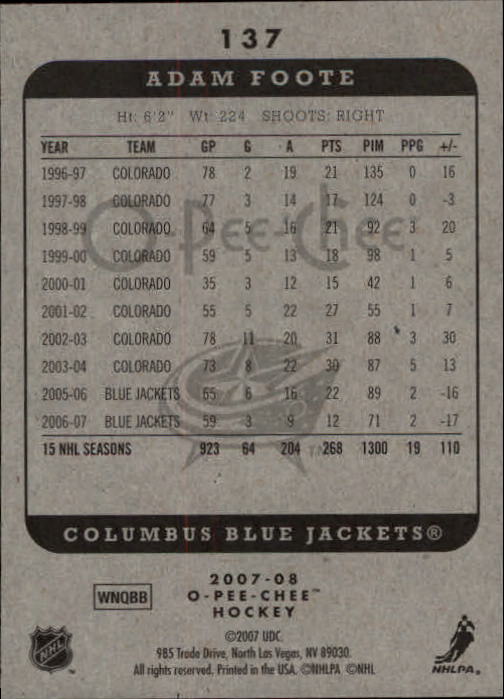 137
ADAM FOOTE
Ht: 6'2" Wt: 224 SHOOTS: RIGHT
YEAR TEAM GP G A PTS PIM PPG +/-
1996-97 COLORADO 78 2 19 21 135 0 16
1997-98 COLORADO 77 3 14 17 124 0 -3
1998-99 COLORADO 64 5 16 21 92 3 20
1999-00 COLORADO 59 5 13 18 98 1 5
2000-01 COLORADO 35 3 12 15 42 1 6
2001-02 COLORADO 55 5 22 27 55 1 7
2002-03 COLORADO 78 11 20 31 88 3 30
2003-04 COLORADO 73 8 22 30 87 5 13
2005-06 BLUE JACKETS 65 6 16 22 89 2 -16
2006-07 BLUE JACKETS 59 3 9 12 71 2 -17
15 NHL SEASONS 923 64 204 268 1300 19 110
O-PEE-CHEE
COLUMBUS BLUE JACKETS®
WNQBB
2007-08
O-PEE-CHEE™
HOCKEY
©2007 UDC.
985 Trade Drive, North Las Vegas, NV 89030.
All rights reserved. Printed in the USA. ©NHLPA ©NHL
NHL
NHLPA®